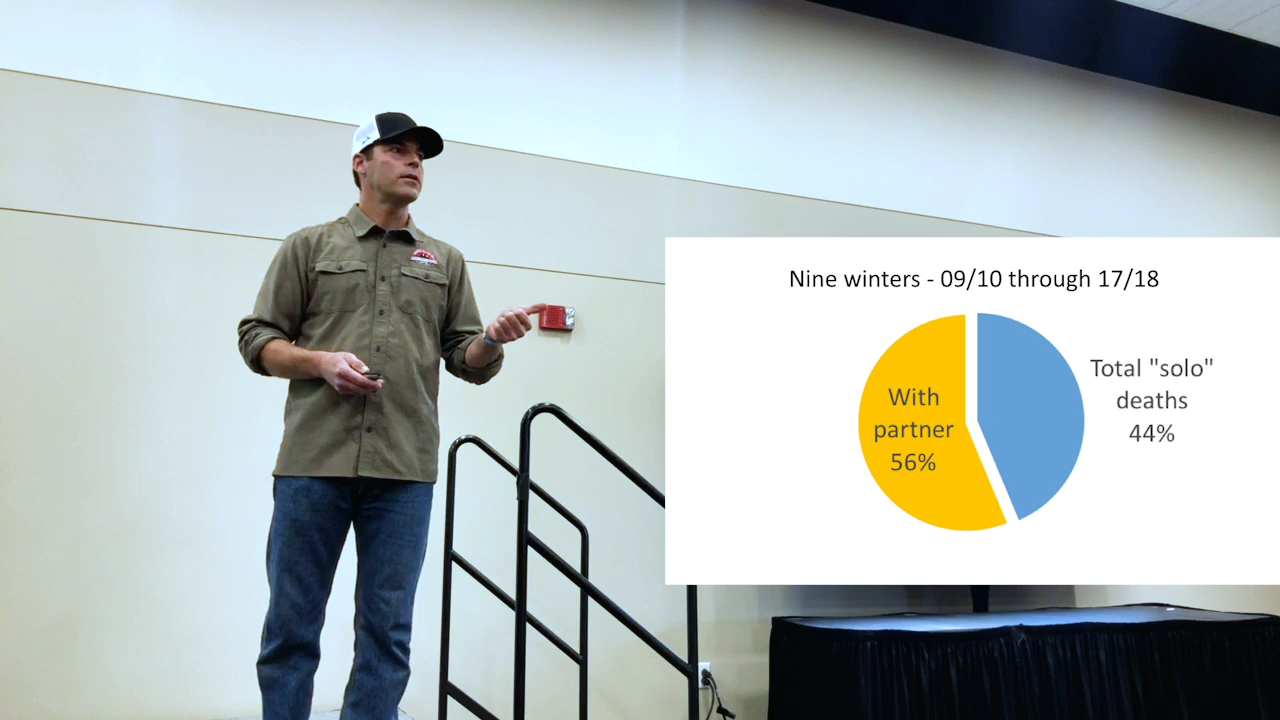 Nine winters - 09/10 through 17/18
With
partner
56%
Total "solo"
deaths
44%